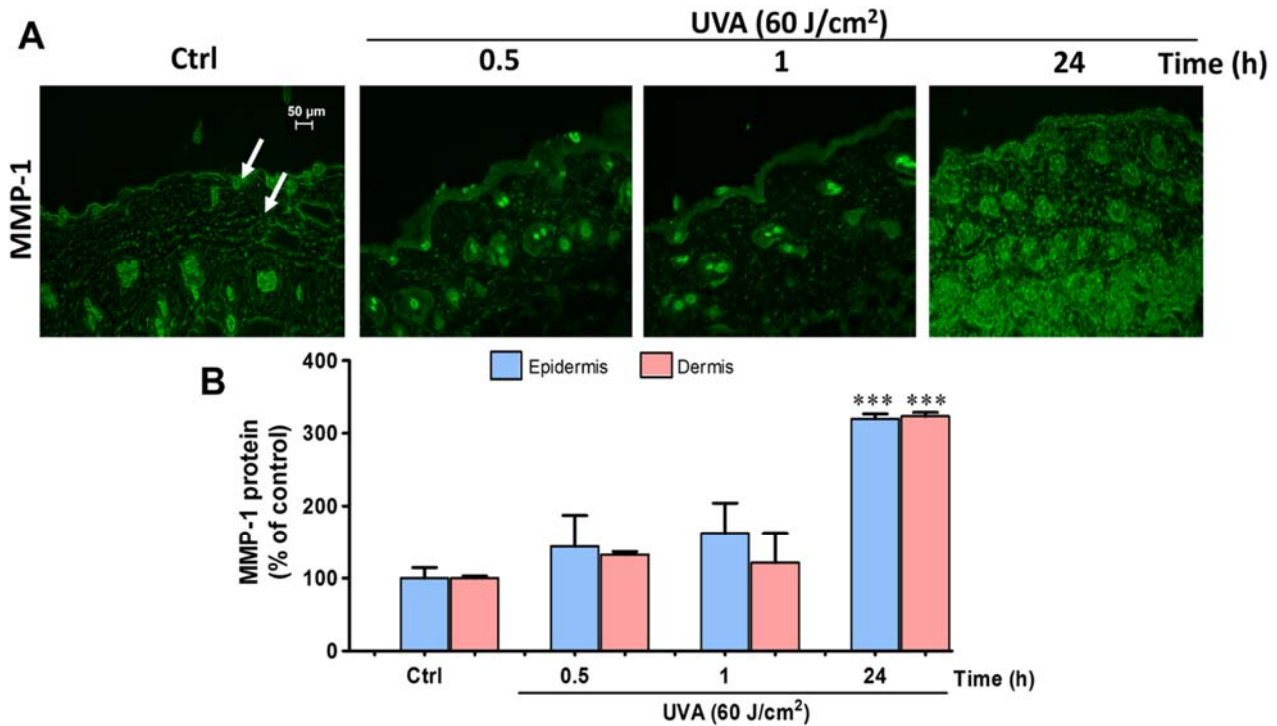 A
UVA (60 J/cm²)
Ctrl 0.5 1 24 Time (h)
50 µm
MMP-1
B
Epidermis Dermis
MMP-1 protein
(% of control)
400
300
200
100
0
*** ***
Ctrl 0.5 1 24 Time (h)
UVA (60 J/cm²)